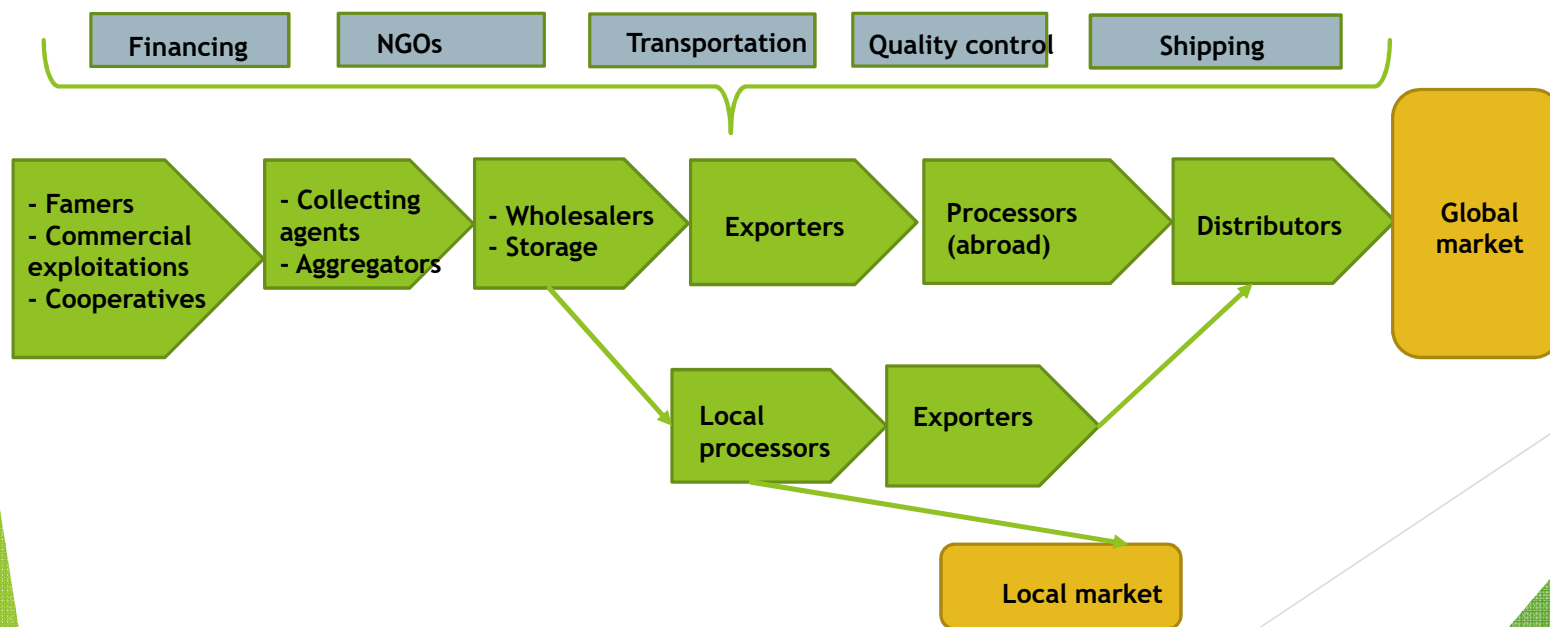 Financing
NGOs
Transportation
Quality control
Shipping
- Famers
- Commercial
exploitations
- Cooperatives
- Collecting
agents
- Aggregators
- Wholesalers
- Storage
Exporters
Processors
(abroad)
Distributors
Global
market
Local
processors
Exporters
Local market